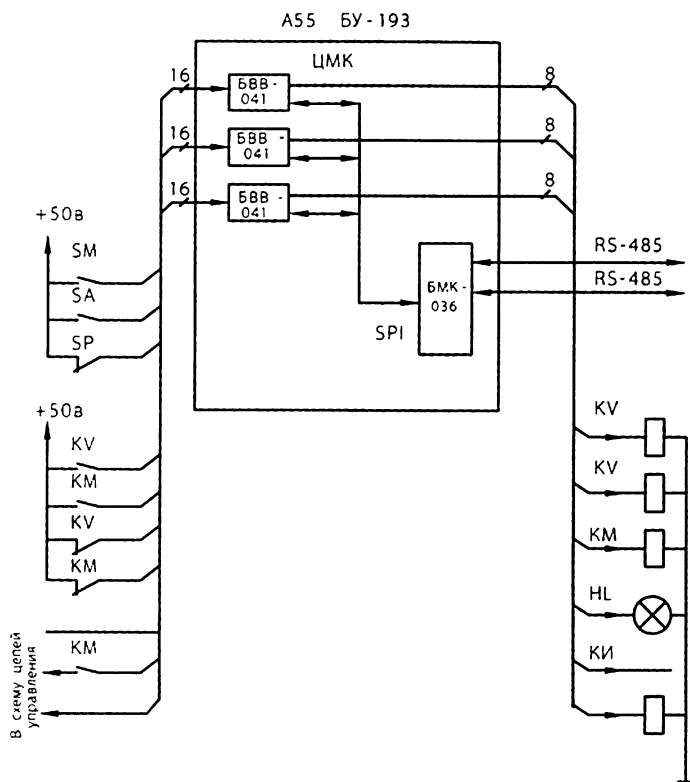 А55 БУ-193
ЦМК
16
БВВ-
041
8
16
БВВ-
041
8
16
БВВ-
041
8
+50в
SM
SA
SP
RS-485
RS-485
БМК-
036
SPI
+50в
KV
KM
KV
KM
KM
В схему цепей
управления
KV
KV
KM
HL
КИ